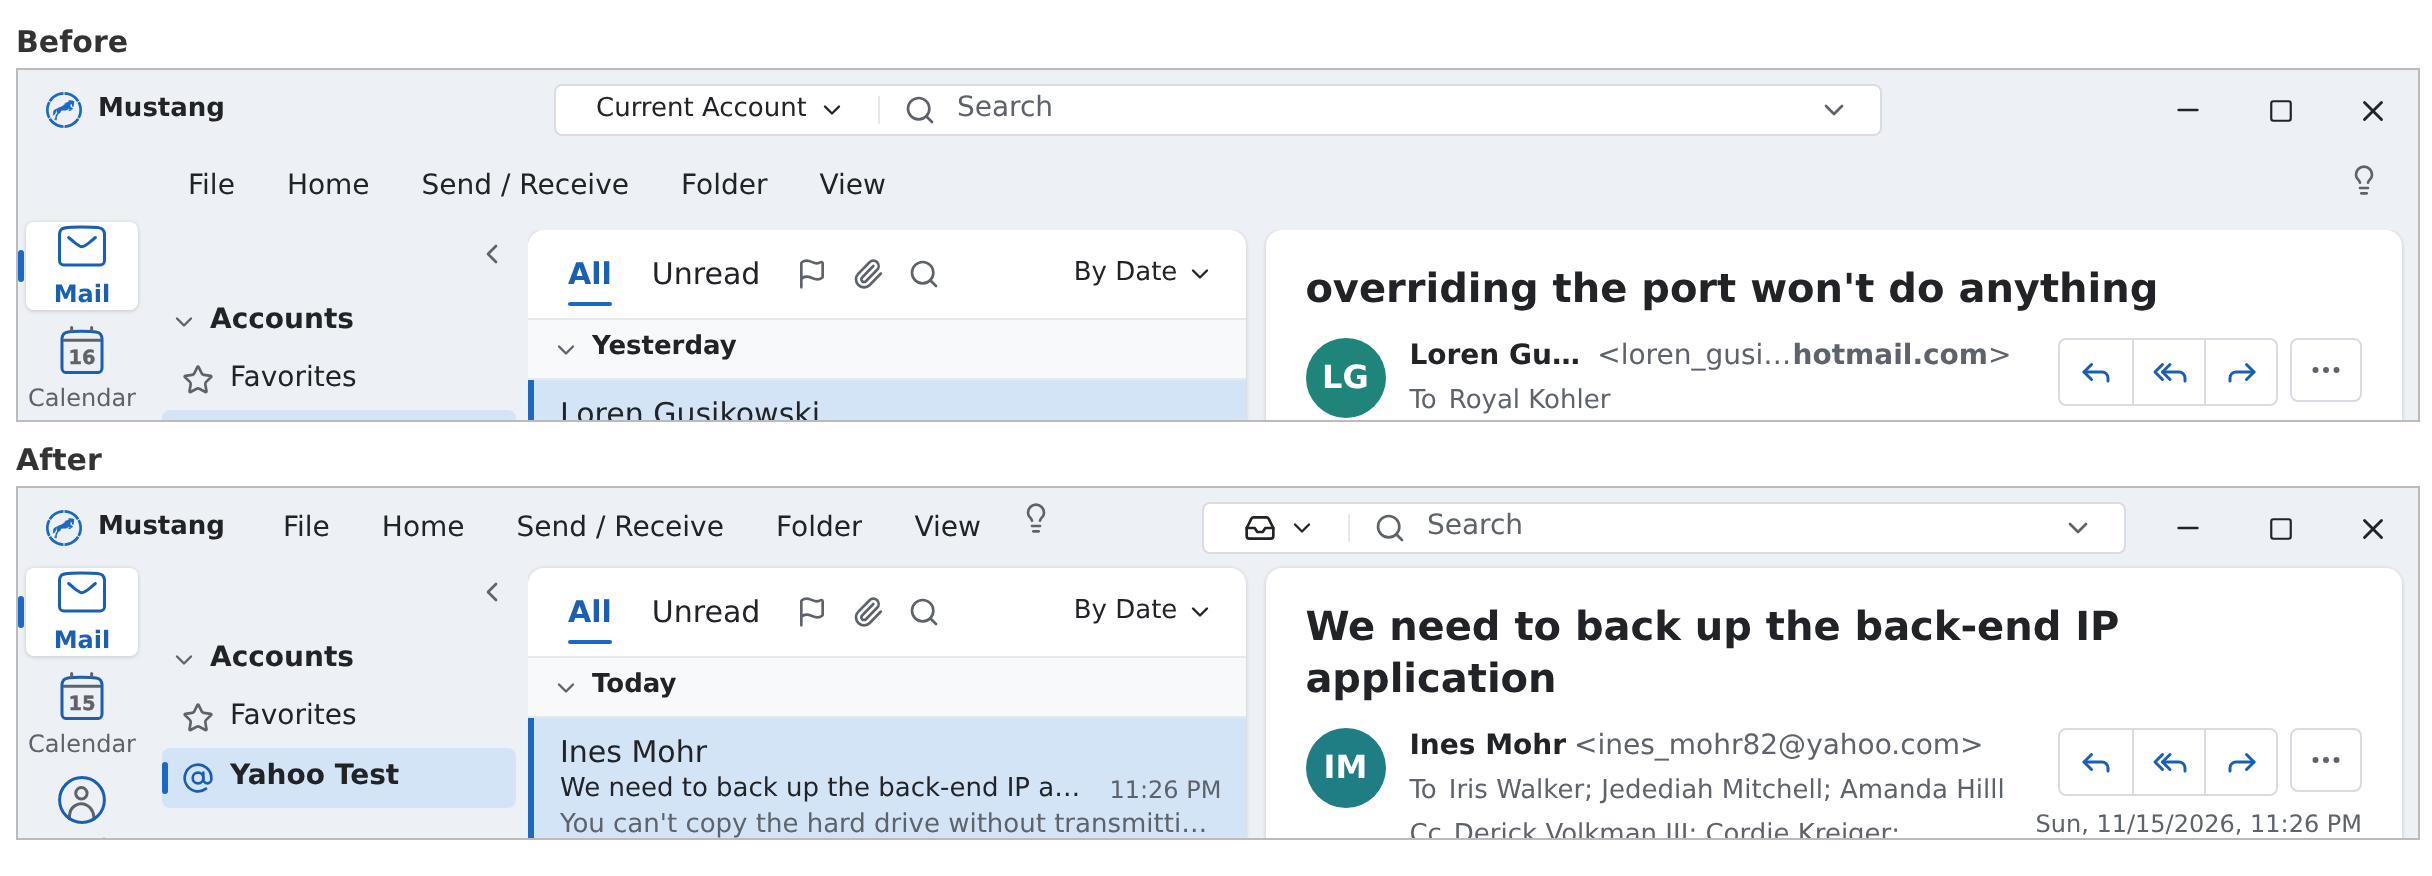 Before
Mustang
Current Account
Search
File Home Send / Receive Folder View
Mail
16
Calendar
Accounts
Favorites
All Unread By Date
Yesterday
Loren Gusikowski
overriding the port won't do anything
LG
Loren Gu... <loren_gusi...hotmail.com>
To Royal Kohler
After
Mustang File Home Send / Receive Folder View
Search
Mail
15
Calendar
Accounts
Favorites
Yahoo Test
All Unread By Date
Today
Ines Mohr
We need to back up the back-end IP a... 11:26 PM
You can't copy the hard drive without transmitti...
We need to back up the back-end IP
application
IM
Ines Mohr <ines_mohr82@yahoo.com>
To Iris Walker; Jedediah Mitchell; Amanda Hilll
Cc Derick Volkman III; Cordie Kreiger;
Sun, 11/15/2026, 11:26 PM